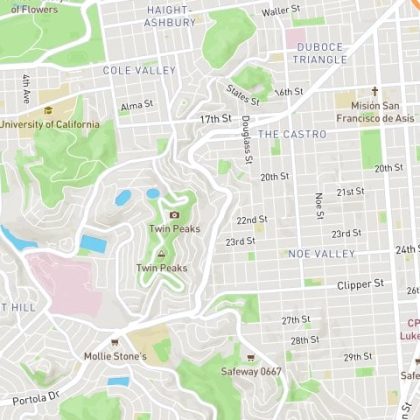 of Flowers
HAIGHT-
ASHBURY
Waller St
DUBOCE
TRIANGLE
COLE VALLEY
4th Ave
States St
16th St
Alma St
Misión San
Francisco de Asis
17th St
University of California
Douglass St
THE CASTRO
20th St
21st St
Noe St
22nd St
Twin Peaks
23rd St
23rd St
24th St
NOE VALLEY
Twin Peaks
Clipper St
T HILL
27th St
CP
Luke
28th St
Mollie Stone's
29th St
Safeway 0667
Safe
Portola Dr